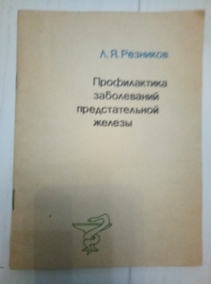 Л. Я. Резников
Профилактика
заболеваний
предстательной
железы